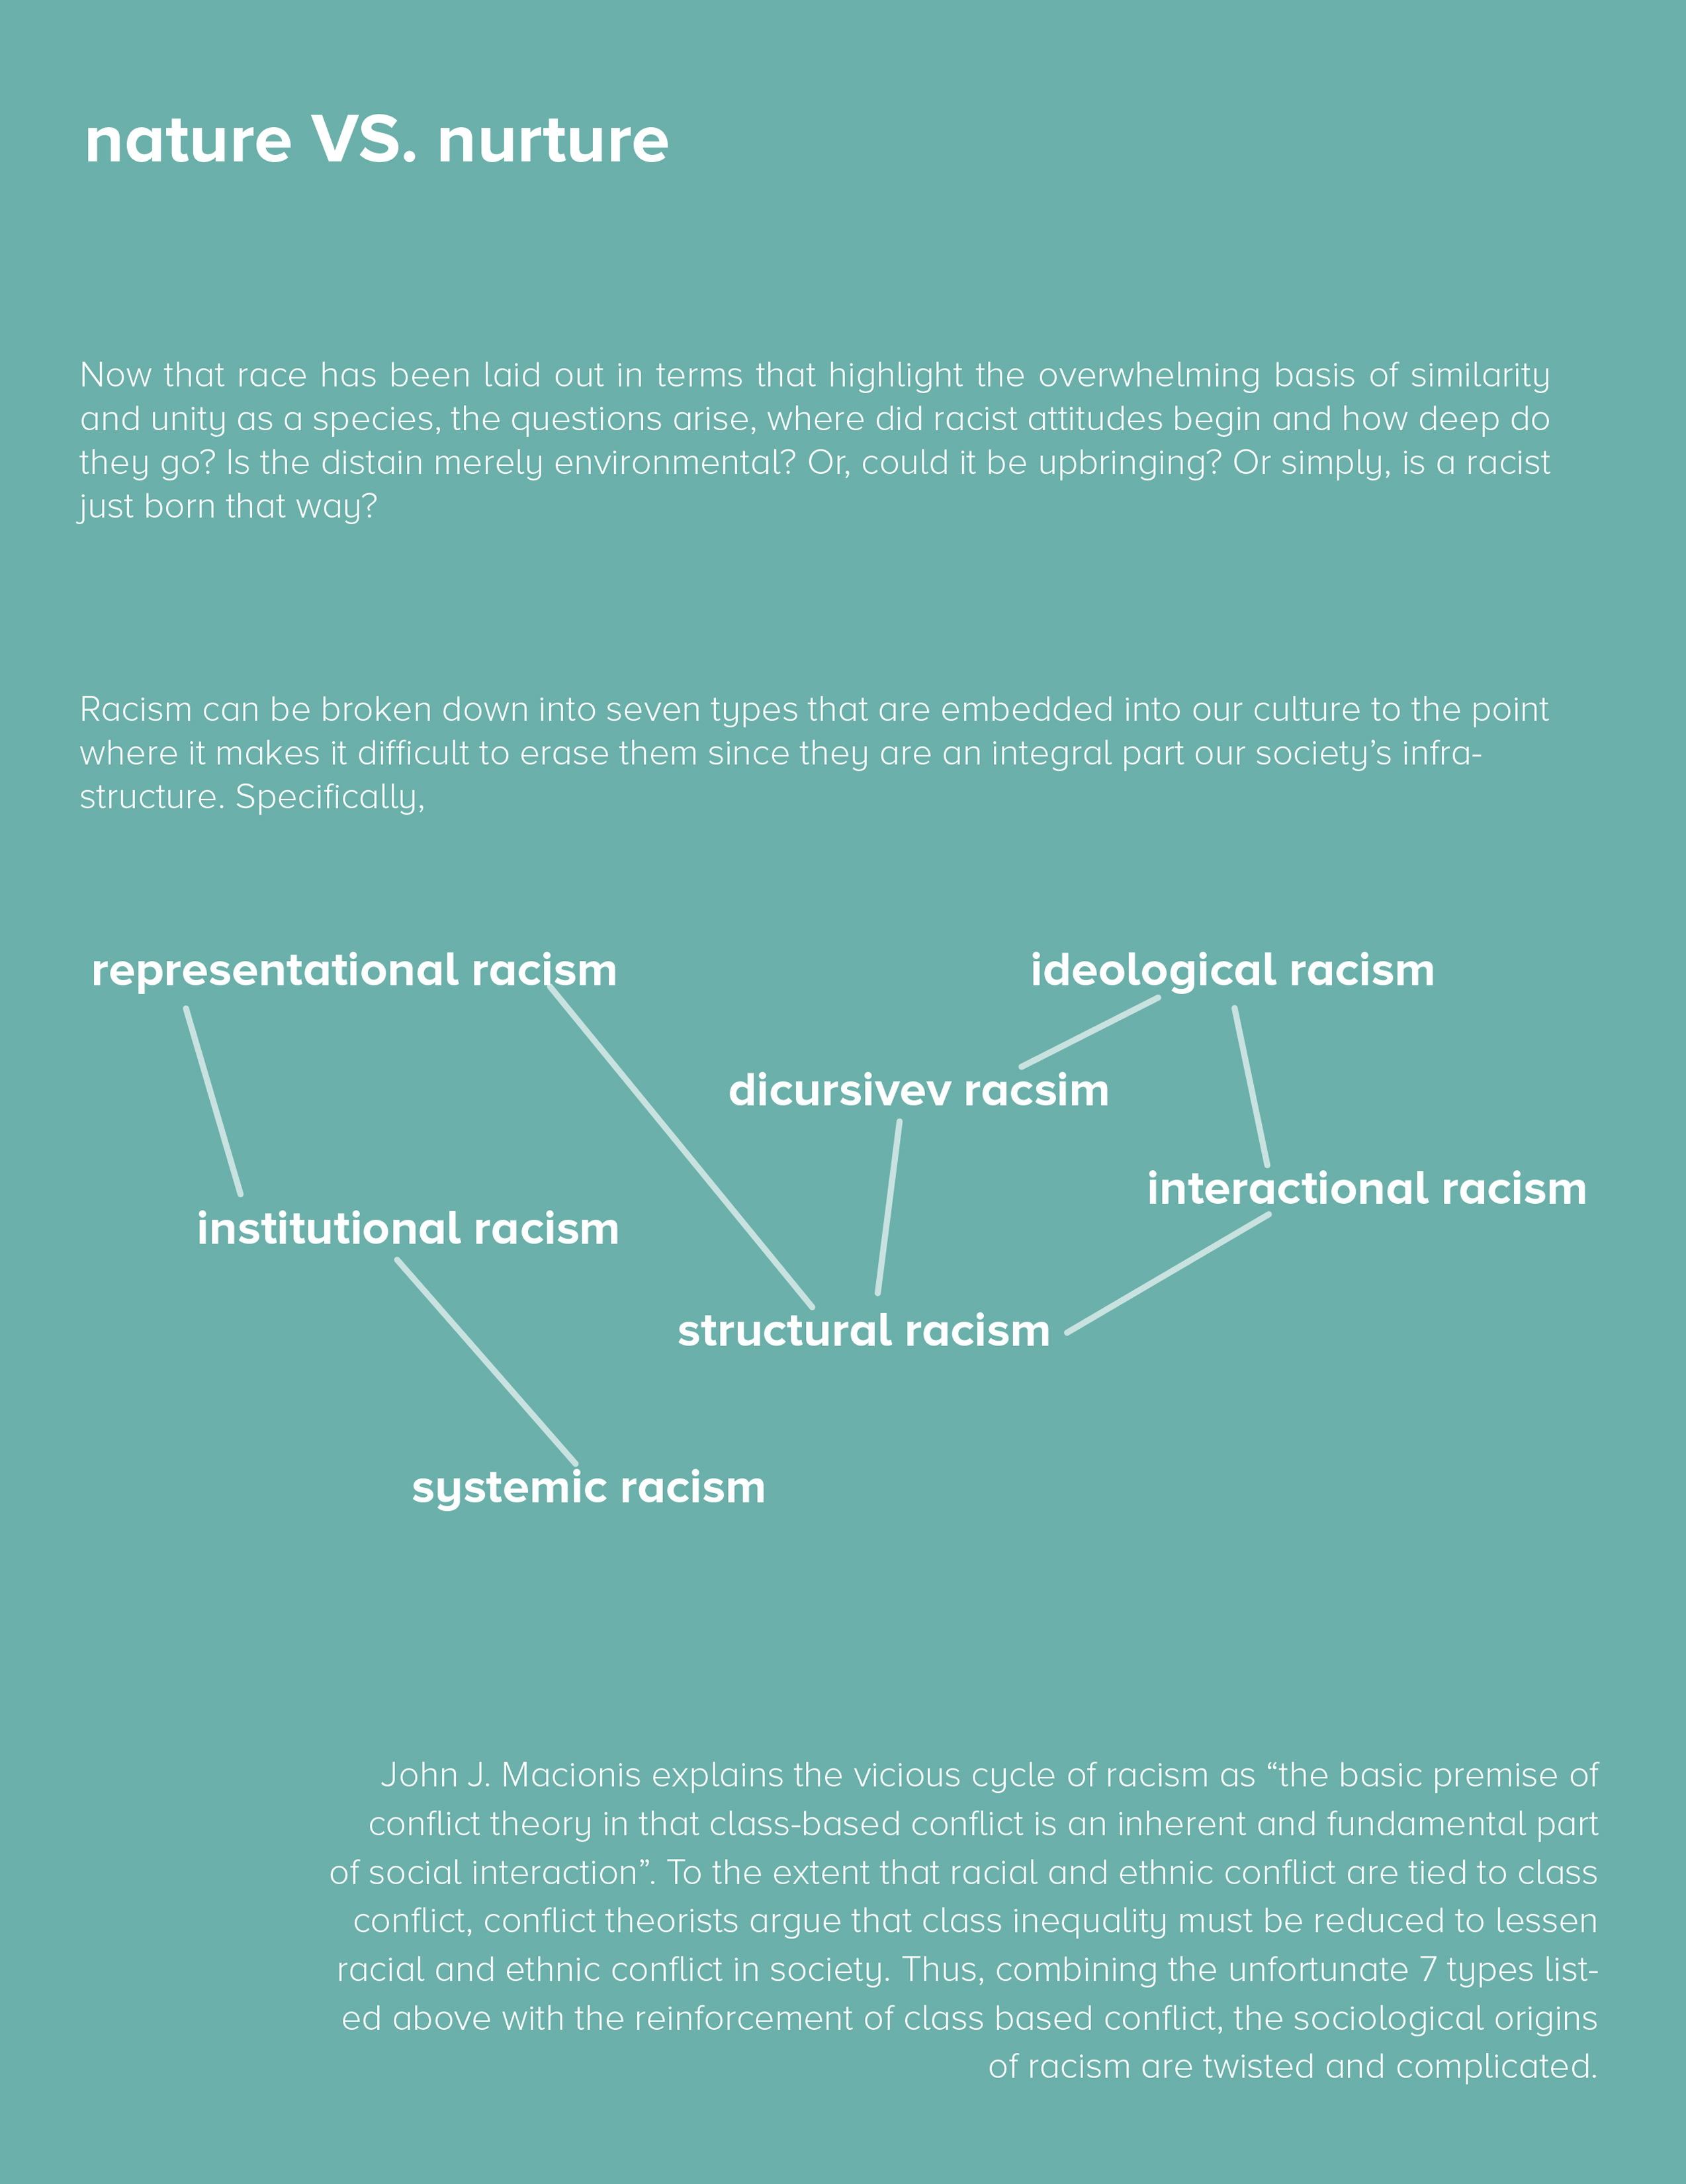 nature VS. nurture
Now that race has been laid out in terms that highlight the overwhelming basis of similarity
and unity as a species, the questions arise, where did racist attitudes begin and how deep do
they go? Is the distain merely environmental? Or, could it be upbringing? Or simply, is a racist
just born that way?
Racism can be broken down into seven types that are embedded into our culture to the point
where it makes it difficult to erase them since they are an integral part our society’s infra-
structure. Specifically,
representational racism
ideological racism
dicursivev racsim
interactional racism
institutional racism
structural racism
systemic racism
John J. Macionis explains the vicious cycle of racism as “the basic premise of
conflict theory in that class-based conflict is an inherent and fundamental part
of social interaction”. To the extent that racial and ethnic conflict are tied to class
conflict, conflict theorists argue that class inequality must be reduced to lessen
racial and ethnic conflict in society. Thus, combining the unfortunate 7 types list-
ed above with the reinforcement of class based conflict, the sociological origins
of racism are twisted and complicated.